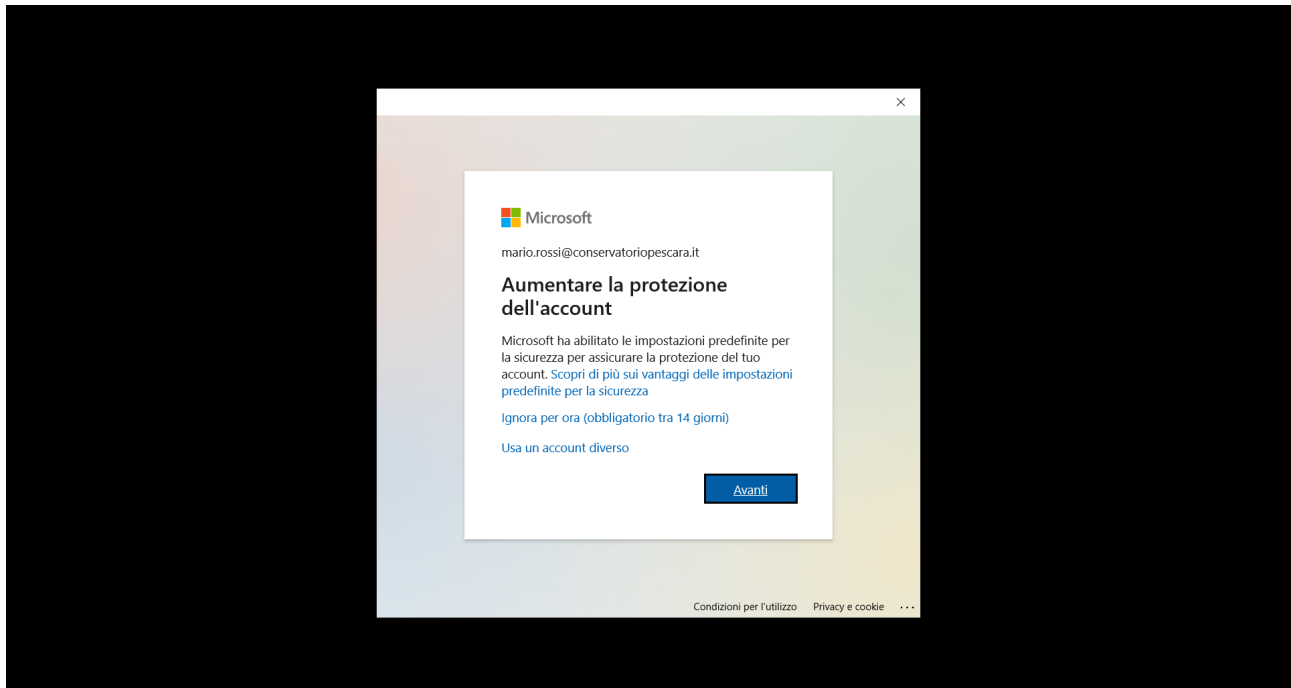 Microsoft
mario.rossi@conservatoriopescara.it
Aumentare la protezione
dell'account
Microsoft ha abilitato le impostazioni predefinite per
la sicurezza per assicurare la protezione del tuo
account. Scopri di più sui vantaggi delle impostazioni
predefinite per la sicurezza
Ignora per ora (obbligatorio tra 14 giorni)
Usa un account diverso
Avanti
Condizioni per l'utilizzo Privacy e cookie ...